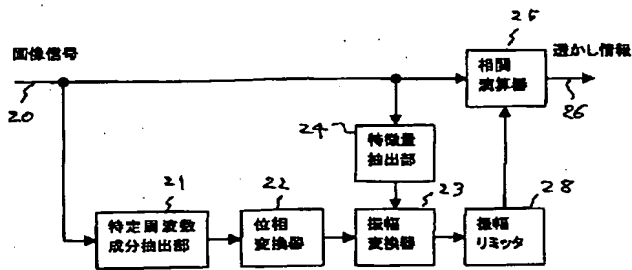 25
画像信号
相関
演算器
透かし情報
20
26
24
特徴量
抽出部
21
22
23
28
特定周波数
成分抽出部
位相
変換器
振幅
変換器
振幅
リミッタ